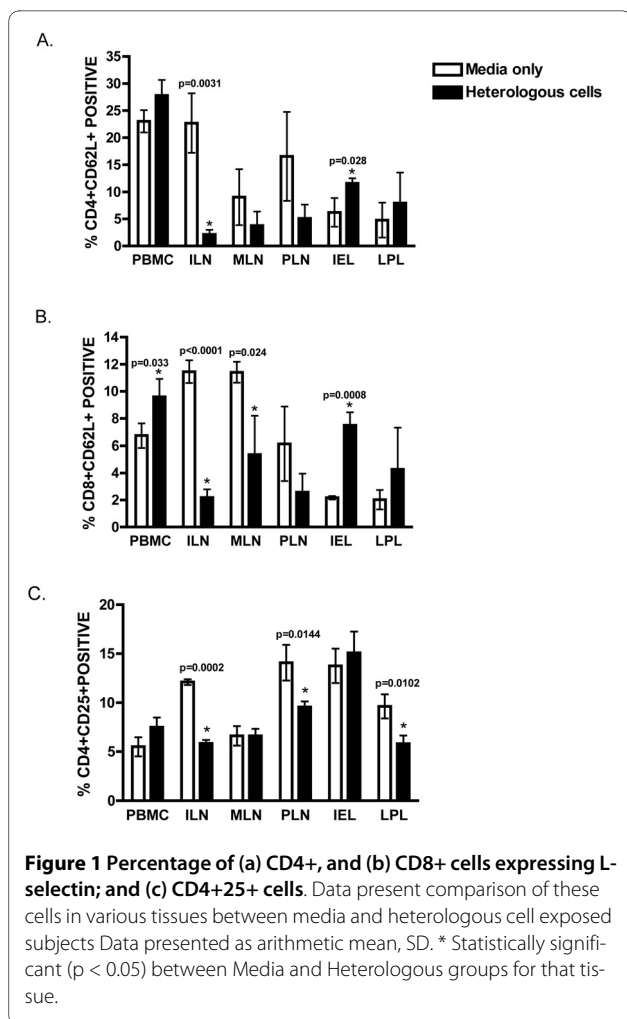 A.
Media only
Heterologous cells
% CD4+CD62L+ POSITIVE
35
30
25
20
15
10
5
0
p=0.0031
*
p=0.028
*
PBMC ILN MLN PLN IEL LPL
B.
% CD8+CD62L+ POSITIVE
14
12
10
8
6
4
2
0
p=0.033
*
p<0.0001
*
p=0.024
*
p=0.0008
*
PBMC ILN MLN PLN IEL LPL
C.
% CD4+CD25+POSITIVE
20
15
10
5
0
p=0.0002
*
p=0.0144
*
p=0.0102
*
PBMC ILN MLN PLN IEL LPL
Figure 1 Percentage of (a) CD4+, and (b) CD8+ cells expressing L-
selectin; and (c) CD4+25+ cells. Data present comparison of these
cells in various tissues between media and heterologous cell exposed
subjects Data presented as arithmetic mean, SD. * Statistically signifi-
cant (p < 0.05) between Media and Heterologous groups for that tis-
sue.